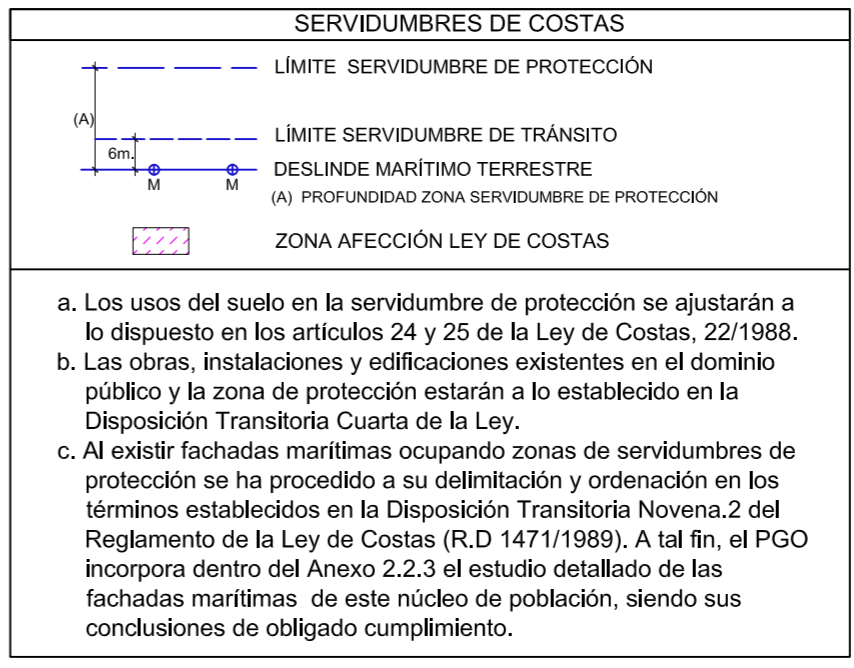 SERVIDUMBRES DE COSTAS
LÍMITE SERVIDUMBRE DE PROTECCIÓN
(A)
LÍMITE SERVIDUMBRE DE TRÁNSITO
6m.
DESLINDE MARÍTIMO TERRESTRE
M M
(A) PROFUNDIDAD ZONA SERVIDUMBRE DE PROTECCIÓN
ZONA AFECCIÓN LEY DE COSTAS
a. Los usos del suelo en la servidumbre de protección se ajustarán a
lo dispuesto en los artículos 24 y 25 de la Ley de Costas, 22/1988.
b. Las obras, instalaciones y edificaciones existentes en el dominio
público y la zona de protección estarán a lo establecido en la
Disposición Transitoria Cuarta de la Ley.
c. Al existir fachadas marítimas ocupando zonas de servidumbres de
protección se ha procedido a su delimitación y ordenación en los
términos establecidos en la Disposición Transitoria Novena.2 del
Reglamento de la Ley de Costas (R.D 1471/1989). A tal fin, el PGO
incorpora dentro del Anexo 2.2.3 el estudio detallado de las
fachadas marítimas de este núcleo de población, siendo sus
conclusiones de obligado cumplimiento.